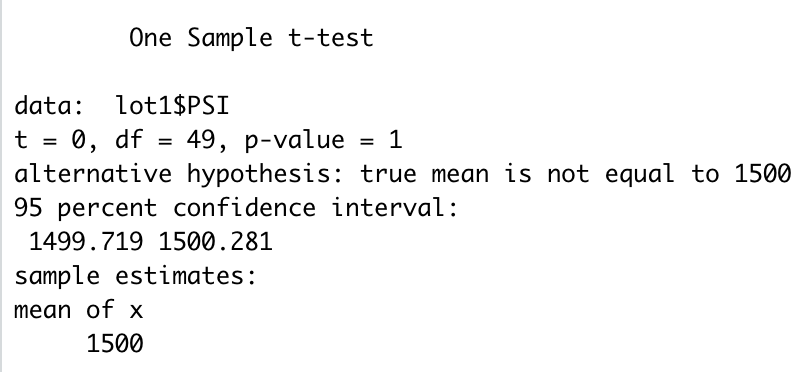 One Sample t-test
data:  lot1$PSI
t = 0, df = 49, p-value = 1
alternative hypothesis: true mean is not equal to 1500
95 percent confidence interval:
1499.719 1500.281
sample estimates:
mean of x
1500